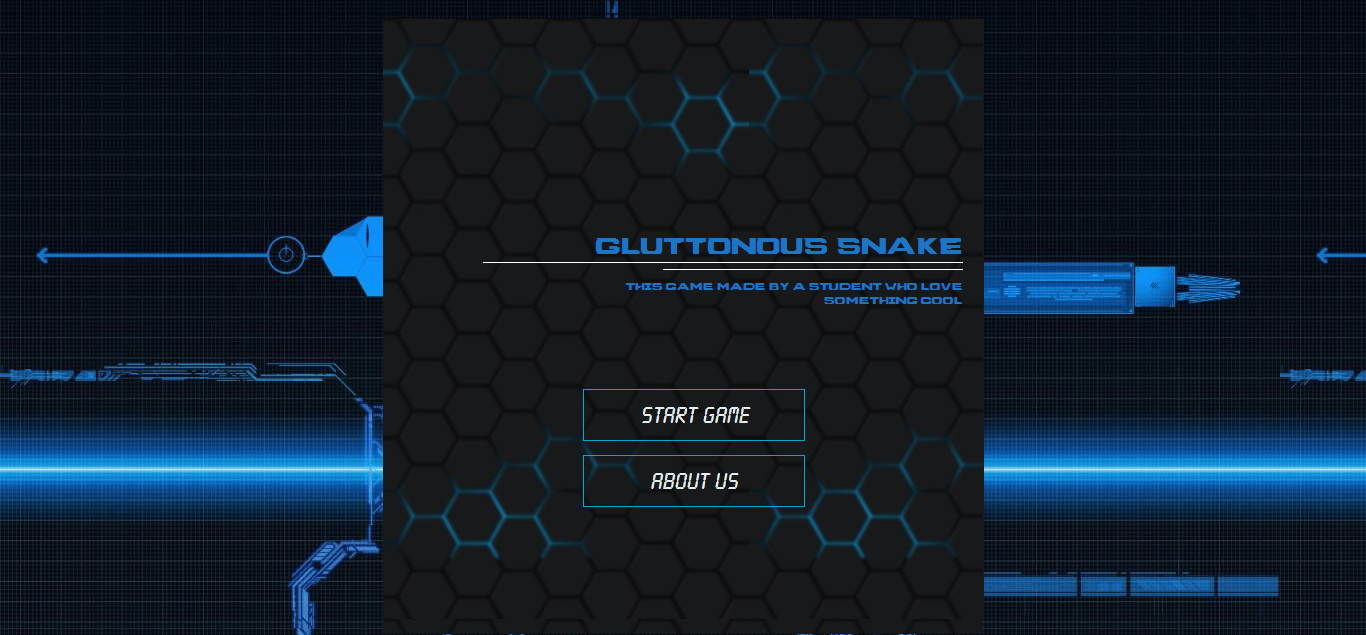 GLUTTONOUS SNAKE
THIS GAME MADE BY A STUDENT WHO LOVE
SOMETHING COOL
START GAME
ABOUT US